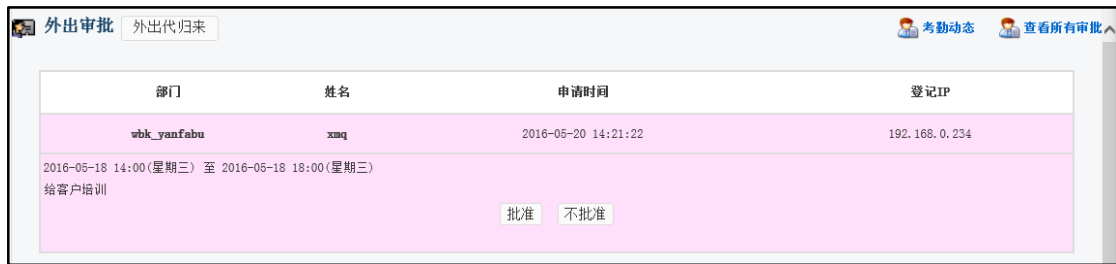 外出审批 外出代归来 考勤动态 查看所有审批
部门 姓名 申请时间 登记IP
wbk_yanfabu xmq 2016-05-20 14:21:22 192.168.0.234
2016-05-18 14:00(星期三) 至 2016-05-18 18:00(星期三)
给客户培训
批准 不批准